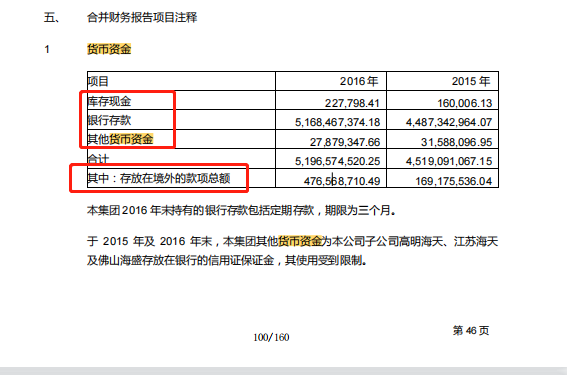 五、 合并财务报告项目注释
1 货币资金
项目 2016年 2015年
库存现金 227,798.41 160,006.13
银行存款 5,168,467,374.18 4,487,342,964.07
其他货币资金 27,879,347.66 31,588,096.95
合计 5,196,574,520.25 4,519,091,067.15
其中：存放在境外的款项总额 476,568,710.49 169,175,536.04
本集团 2016 年末持有的银行存款包括定期存款，期限为三个月。
于 2015 年及 2016 年末，本集团其他货币资金为本公司子公司高明海天、江苏海天
及佛山海盛存放在银行的信用证保证金，其使用受到限制。
第 46 页
100/160